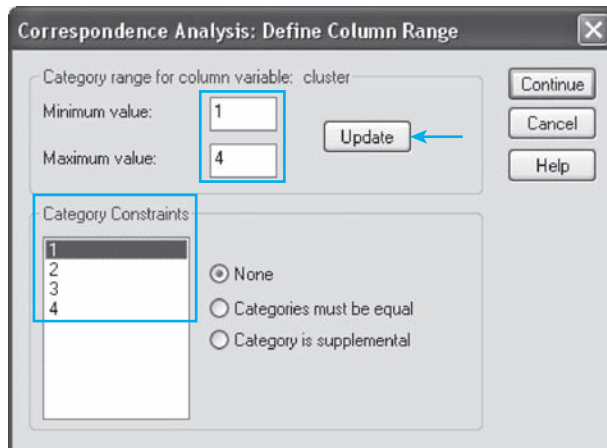 Correspondence Analysis: Define Column Range
Category range for column variable: cluster
Minimum value:
1
Maximum value:
4
Update
Continue
Cancel
Help
Category Constraints
1
2
3
4
None
Categories must be equal
Category is supplemental